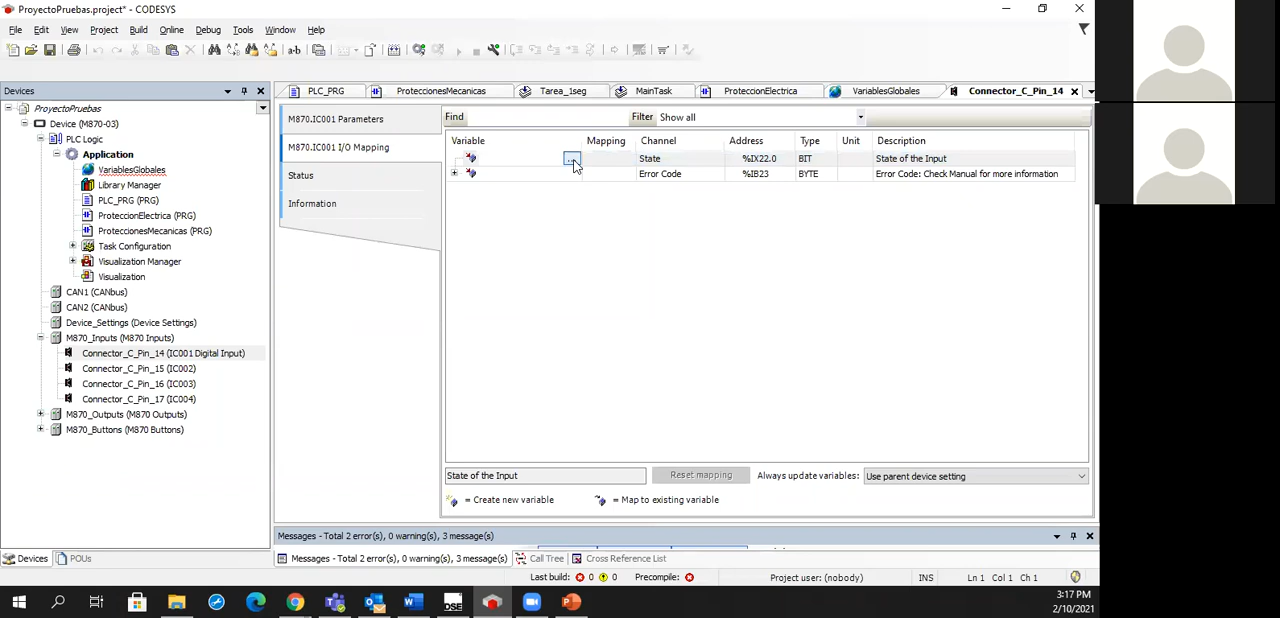 ProyectoPruebas.project* - CODESYS
File Edit View Project Build Online Debug Tools Window Help
Devices
PLC_PRG ProteccionesMecanicas Tarea_1seg MainTask ProteccionElectrica VariablesGlobales Connector_C_Pin_14
ProyectoPruebas
Device (M870-03)
PLC Logic
Application
VariablesGlobales
Library Manager
PLC_PRG (PRG)
ProteccionElectrica (PRG)
ProteccionesMecanicas (PRG)
Task Configuration
Visualization Manager
Visualization
CAN1 (CANbus)
CAN2 (CANbus)
Device_Settings (Device Settings)
M870_Inputs (M870 Inputs)
Connector_C_Pin_14 (IC001 Digital Input)
Connector_C_Pin_15 (IC002)
Connector_C_Pin_16 (IC003)
Connector_C_Pin_17 (IC004)
M870_Outputs (M870 Outputs)
M870_Buttons (M870 Buttons)
Devices POUs
M870.IC001 Parameters
M870.IC001 I/O Mapping
Status
Information
Find Filter Show all
Variable Mapping Channel Address Type Unit Description
... State %IX22.0 BIT State of the Input
Error Code %IB23 BYTE Error Code: Check Manual for more information
State of the Input Reset mapping Always update variables: Use parent device setting
= Create new variable = Map to existing variable
Messages - Total 2 error(s), 0 warning(s), 3 message(s)
Messages - Total 2 error(s), 0 warning(s), 3 message(s) Call Tree Cross Reference List
Last build: 0 0 Precompile: Project user: (nobody) INS Ln 1 Col 1 Ch 1
DSE
3:17 PM
2/10/2021